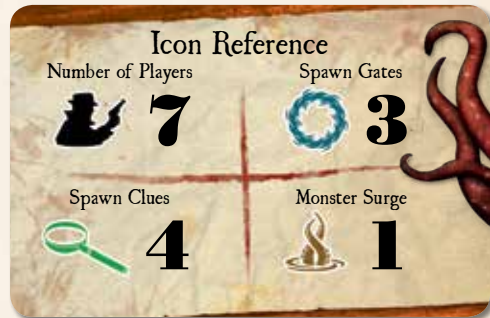 Icon Reference
Number of Players
7
Spawn Gates
3
Spawn Clues
4
Monster Surge
1